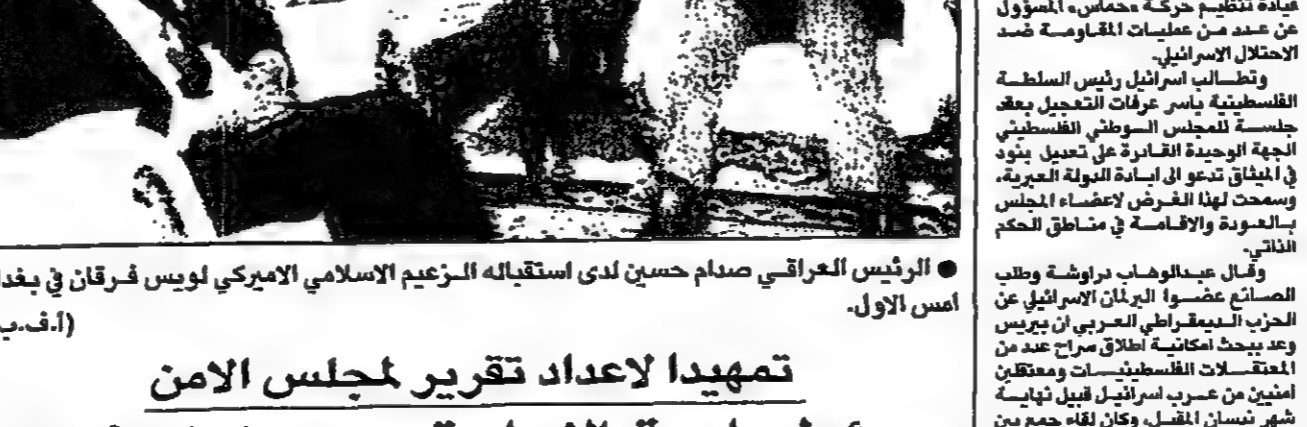 قيادة تنظيم حركة «حماس» المسؤول
عن عدد من عمليات المقاومة ضد
الاحتلال الاسرائيلي.
وتطالب اسرائيل رئيس السلطة
الفلسطينية ياسر عرفات التعجيل بعقد
جلسة للمجلس الوطني الفلسطيني
الجهة الوحيدة القادرة على تعديل بنود
في الميثاق تدعو الى ابادة الدولة العبرية،
وسمحت لهذا الغرض لاعضاء المجلس
بالعودة والاقامة في مناطق الحكم
الذاتي.
وقال عبدالوهاب دراوشة وطلب
الصانع عضوا البرلمان الاسرائيلي عن
الحزب الديمقراطي العربي ان بيريس
وعد ببحث امكانية اطلاق سراح عدد من
المعتقلات الفلسطينيات ومعتقلين
امنيين من عرب اسرائيل قبيل نهاية
شهر نيسان المقبل، وكان لقاء جمع بين
● الرئيس العراقي صدام حسين لدى استقباله الزعيم الاسلامي الاميركي لويس فرقان في بغدا
امس الاول.
(أ.ف.ب
تمهيدا لاعداد تقرير لمجلس الامن